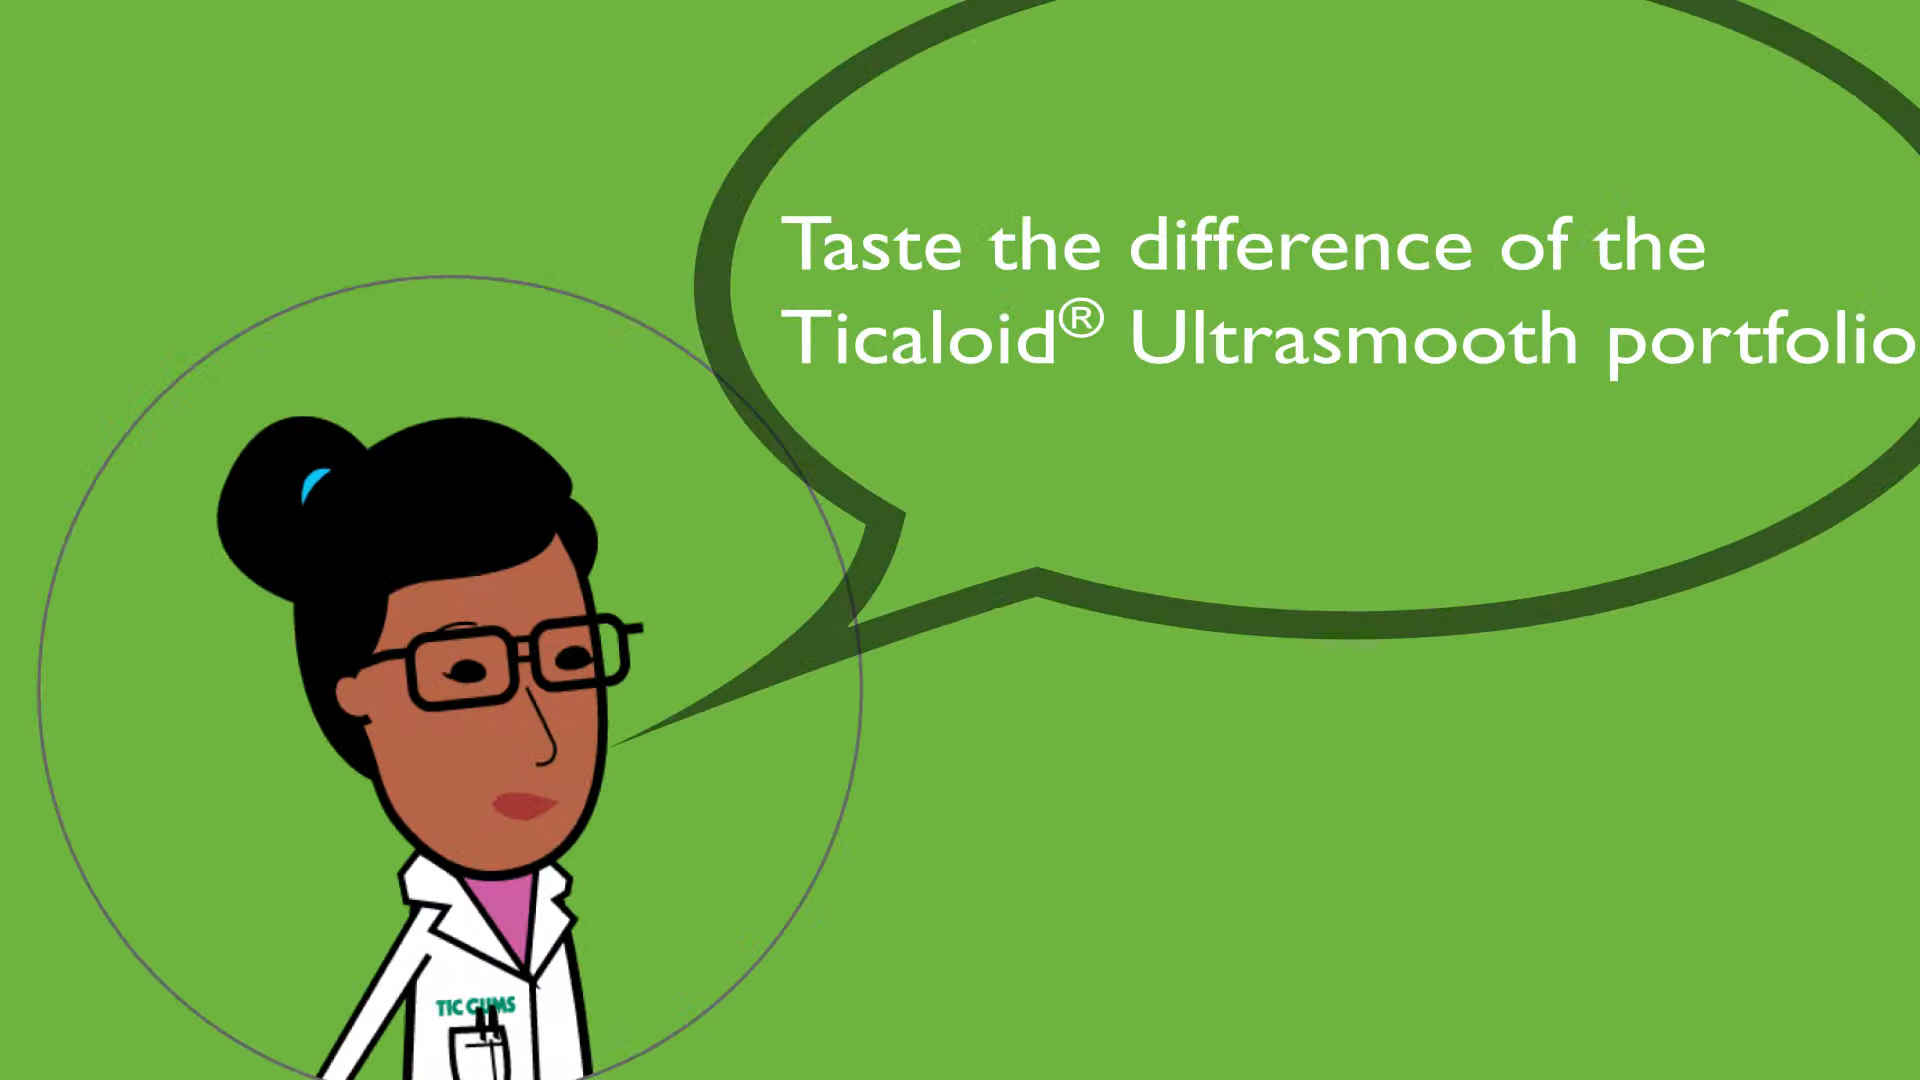 Taste the difference of the
Ticaloid® Ultrasmooth portfolio
TIC GUMS